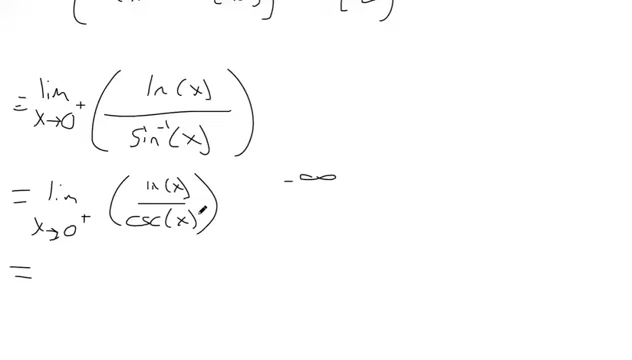 = lim x→0⁺ ( ln(x) / sin⁻¹(x) )
-∞
= lim x→0⁺ ( ln(x) / csc(x) )
=